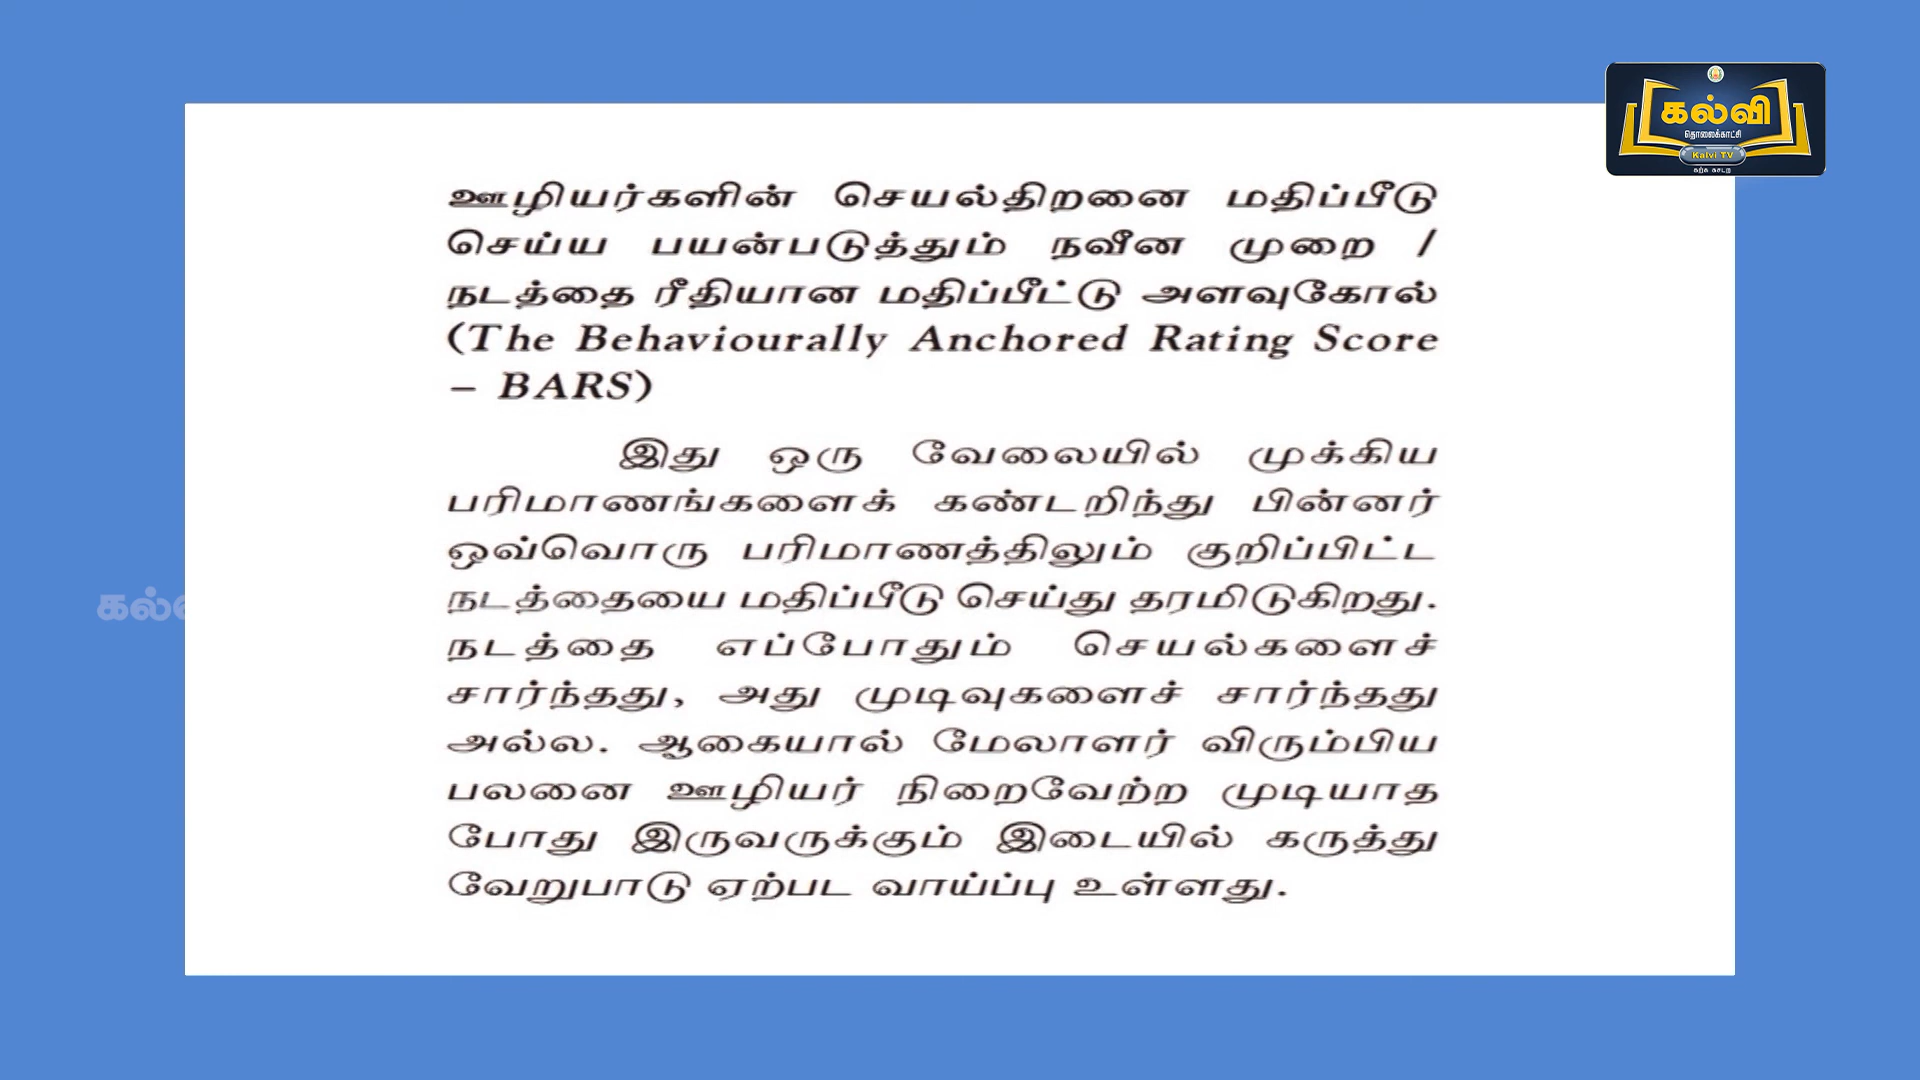 கல்வி
தொலைக்காட்சி
Kalvi TV
கற்க கசடற
ஊழியர்களின் செயல்திறனை மதிப்பீடு
செய்ய பயன்படுத்தும் நவீன முறை /
நடத்தை ரீதியான மதிப்பீட்டு அளவுகோல்
(The Behaviourally Anchored Rating Score
– BARS)
இது ஒரு வேலையில் முக்கிய
பரிமாணங்களைக் கண்டறிந்து பின்னர்
ஒவ்வொரு பரிமாணத்திலும் குறிப்பிட்ட
நடத்தையை மதிப்பீடு செய்து தரமிடுகிறது.
நடத்தை எப்போதும் செயல்களைச்
சார்ந்தது, அது முடிவுகளைச் சார்ந்தது
அல்ல. ஆகையால் மேலாளர் விரும்பிய
பலனை ஊழியர் நிறைவேற்ற முடியாத
போது இருவருக்கும் இடையில் கருத்து
வேறுபாடு ஏற்பட வாய்ப்பு உள்ளது.